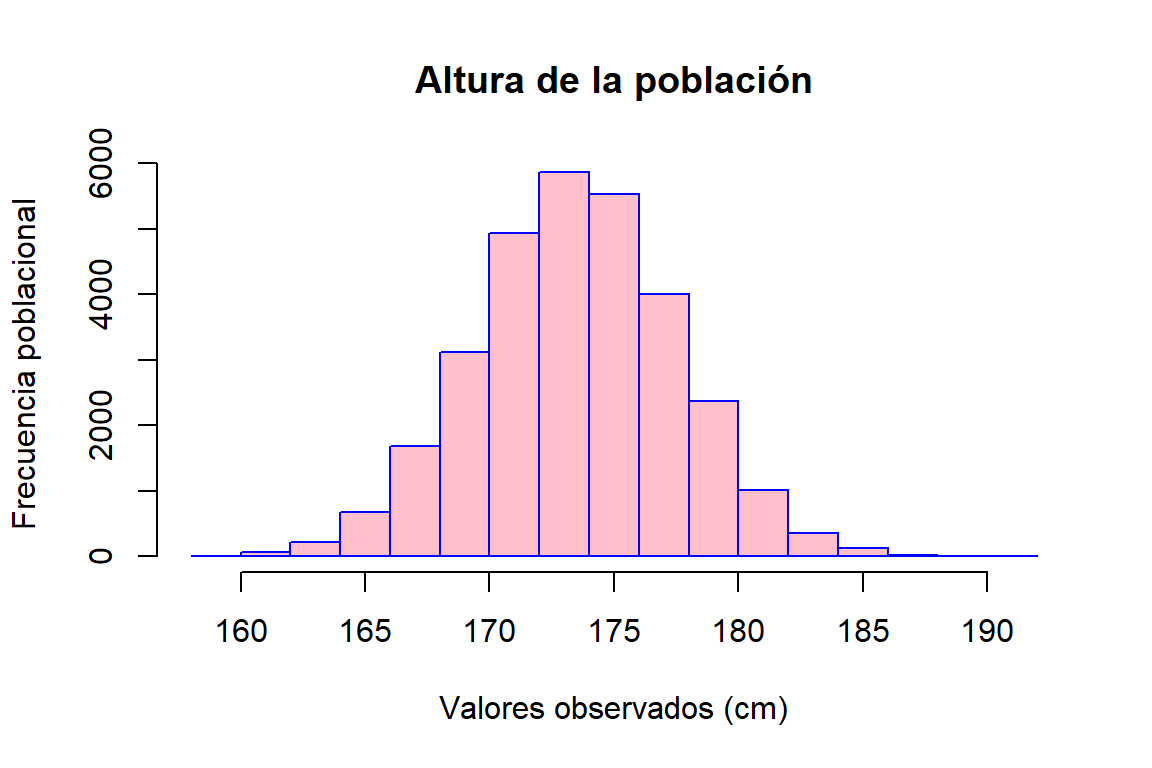 Altura de la población
Frecuencia poblacional
6000
4000
2000
0
160 165 170 175 180 185 190
Valores observados (cm)